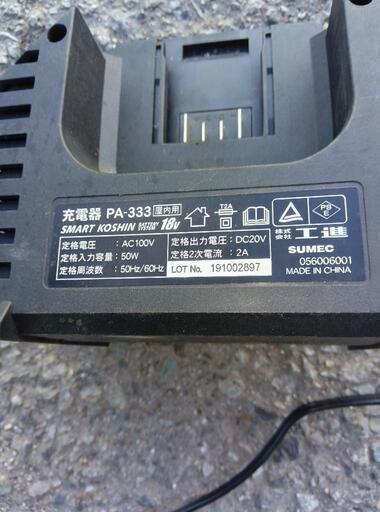 充電器 PA-333 屋内用
SMART KOSHIN 18V
T2A
PS
E
株式会社 工進
定格電圧 : AC100V
定格入力容量 : 50W
定格周波数 : 50Hz/60Hz
定格出力電圧 : DC20V
定格2次電流 : 2A
LOT No. 191002897
SUMEC
056006001
MADE IN CHINA